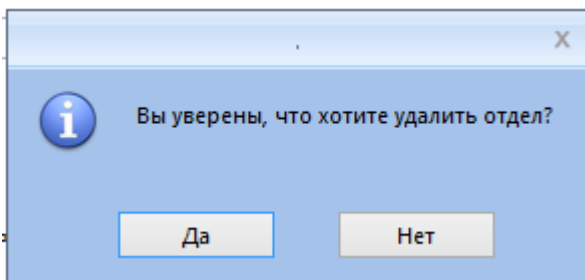 ,
X
Вы уверены, что хотите удалить отдел?
Да Нет